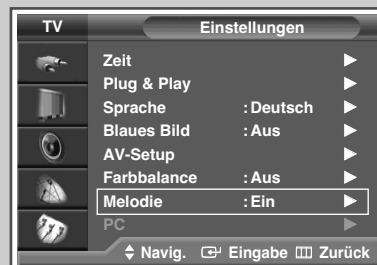 TV Einstellungen
Zeit
Plug & Play
Sprache : Deutsch
Blaues Bild : Aus
AV-Setup
Farbbalance : Aus
Melodie : Ein
PC
Navig. Eingabe Zurück